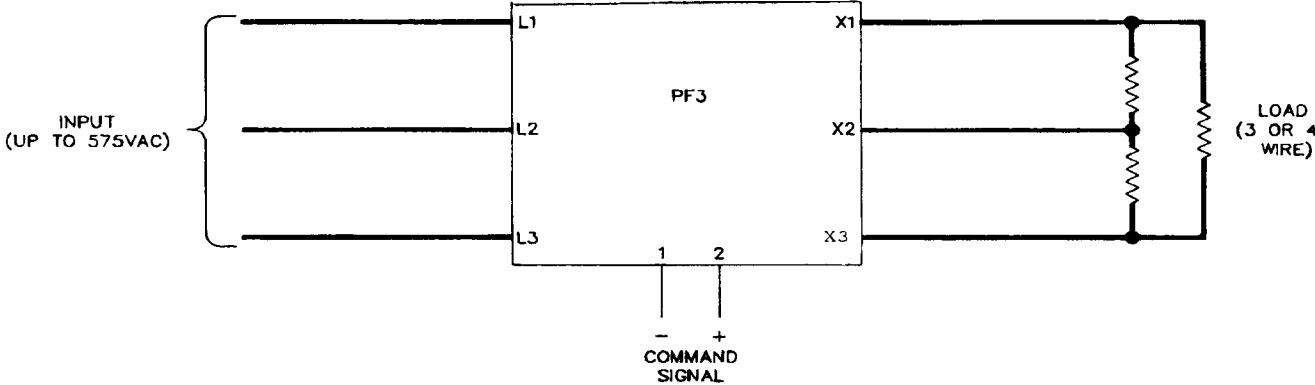 L1
X1
PF3
INPUT
(UP TO 575VAC)
L2
X2
LOAD
(3 OR 4
WIRE)
L3
X3
1 2
- +
COMMAND
SIGNAL